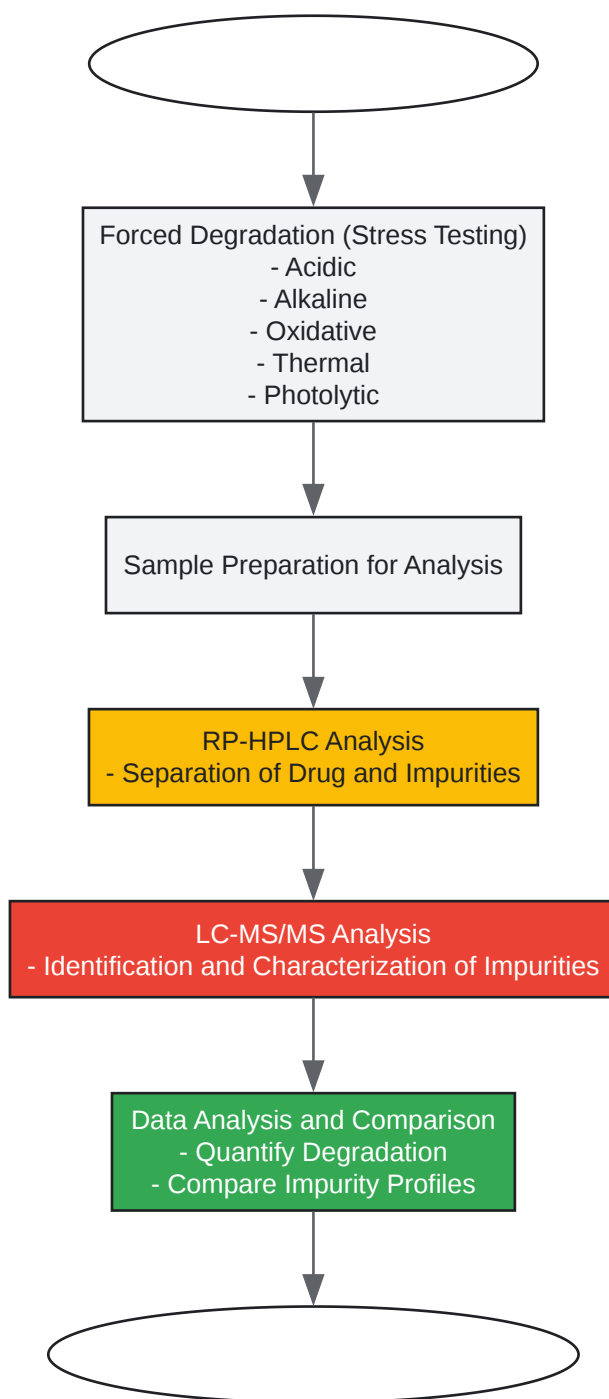 Forced Degradation (Stress Testing)
- Acidic
- Alkaline
- Oxidative
- Thermal
- Photolytic
Sample Preparation for Analysis
RP-HPLC Analysis
- Separation of Drug and Impurities
LC-MS/MS Analysis
- Identification and Characterization of Impurities
Data Analysis and Comparison
- Quantify Degradation
- Compare Impurity Profiles